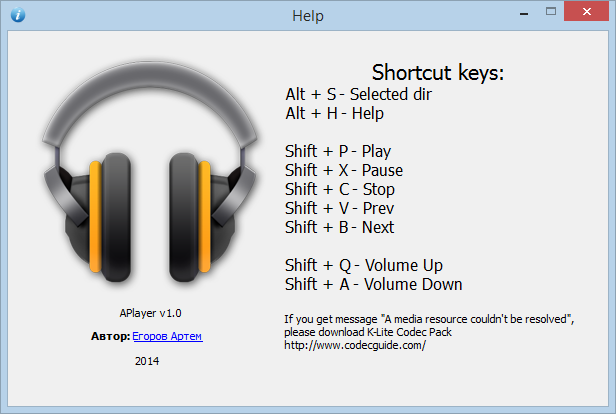 Help
Shortcut keys:
Alt + S - Selected dir
Alt + H - Help
Shift + P - Play
Shift + X - Pause
Shift + C - Stop
Shift + V - Prev
Shift + B - Next
Shift + Q - Volume Up
Shift + A - Volume Down
If you get message "A media resource couldn't be resolved",
please download K-Lite Codec Pack
http://www.codecguide.com/
APlayer v1.0
Автор: Егоров Артем
2014